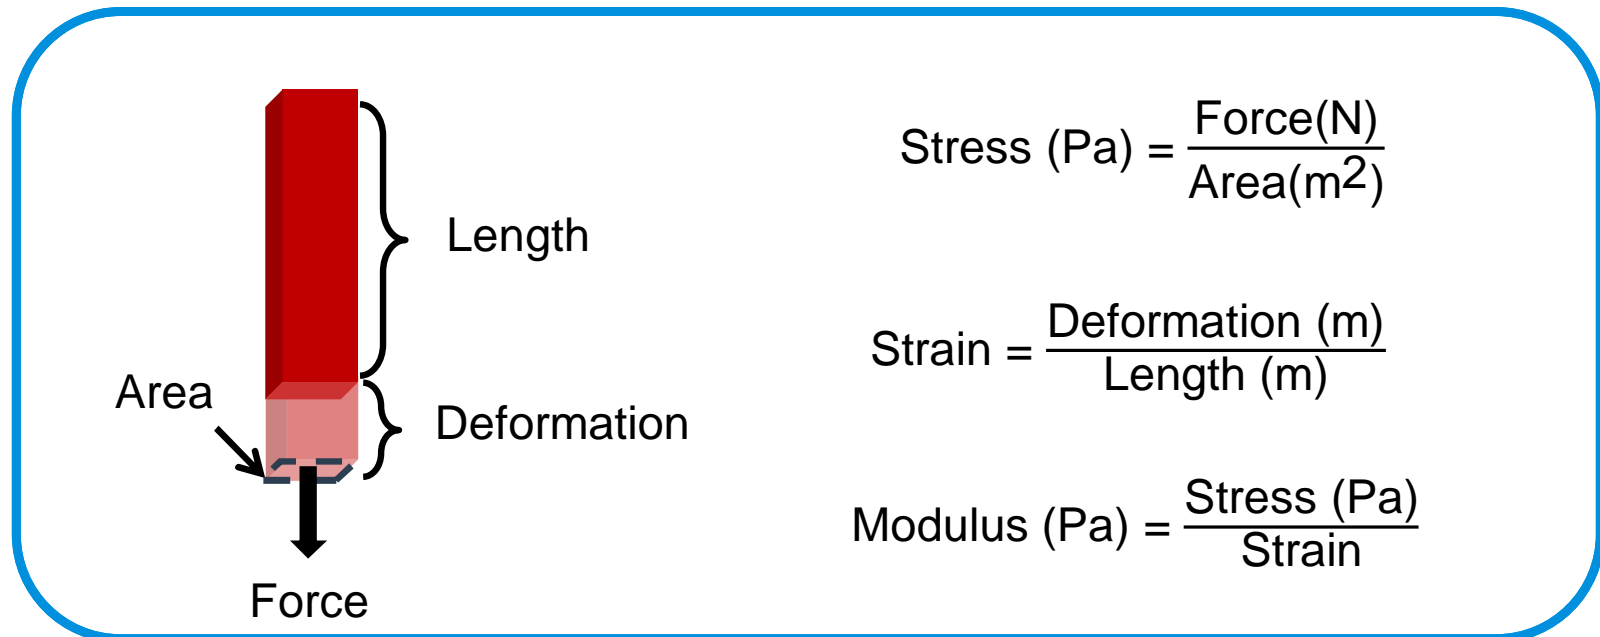 Length
Area
Deformation
Force
Stress (Pa) = Force(N)
Area(m2)
Strain = Deformation (m)
Length (m)
Modulus (Pa) = Stress (Pa)
Strain